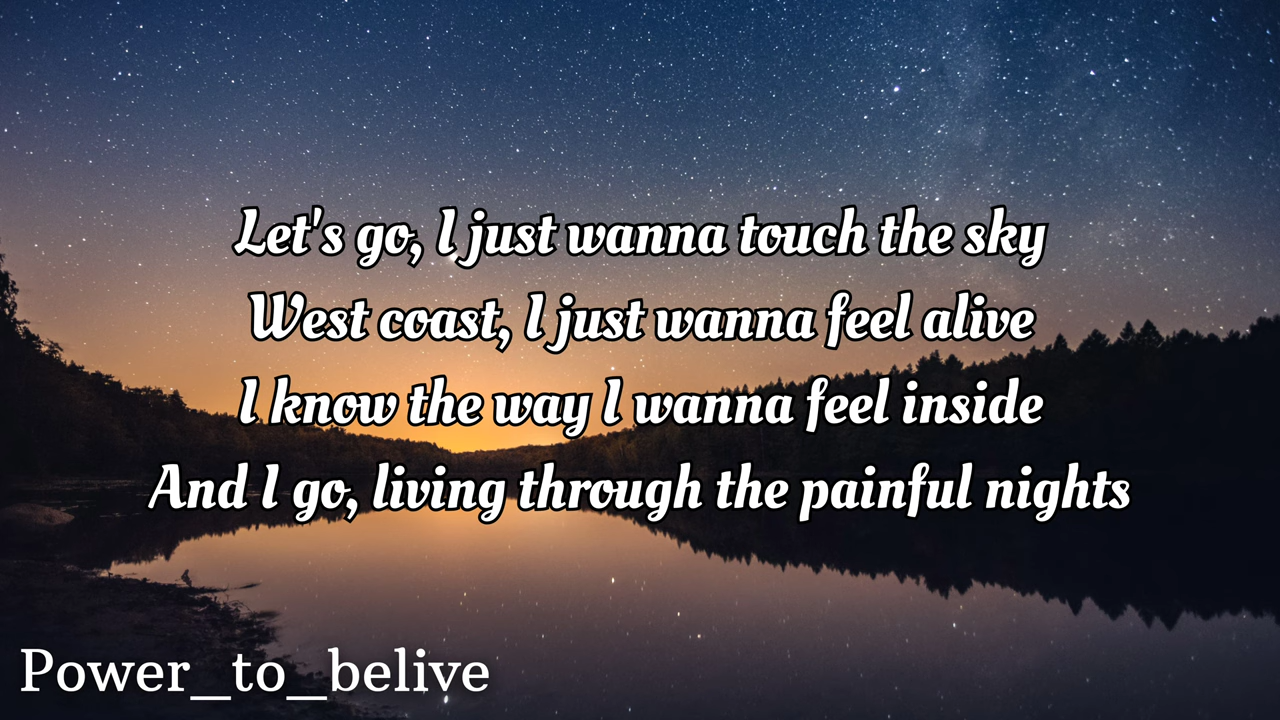 Let's go, I just wanna touch the sky
West coast, I just wanna feel alive
I know the way I wanna feel inside
And I go, living through the painful nights
Power_to_belive